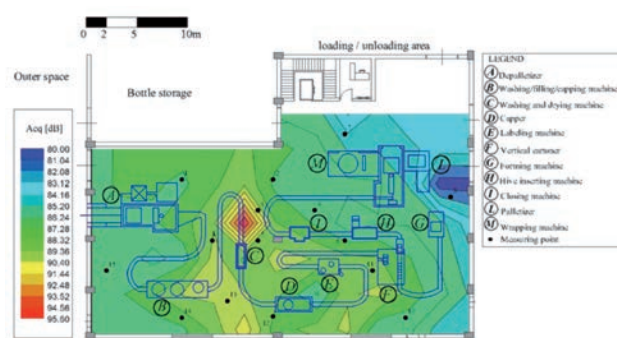 0 2 5 10m
loading / unloading area
Outer space
Bottle storage
Acq [dB]
80.00
81.04
82.08
83.12
84.16
85.20
86.24
87.28
88.32
89.36
90.00
91.44
92.48
93.52
94.56
95.60
A
B
C
D
E
F
G
H
I
L
M
LEGEND
A Depalletizer
B Washing/filling/capping machine
C Washing and drying machine
D Capper
E Labeling machine
F Vertical cartoner
G Forming machine
H Hive inserting machine
I Closing machine
L Palletizer
M Wrapping machine
• Measuring point